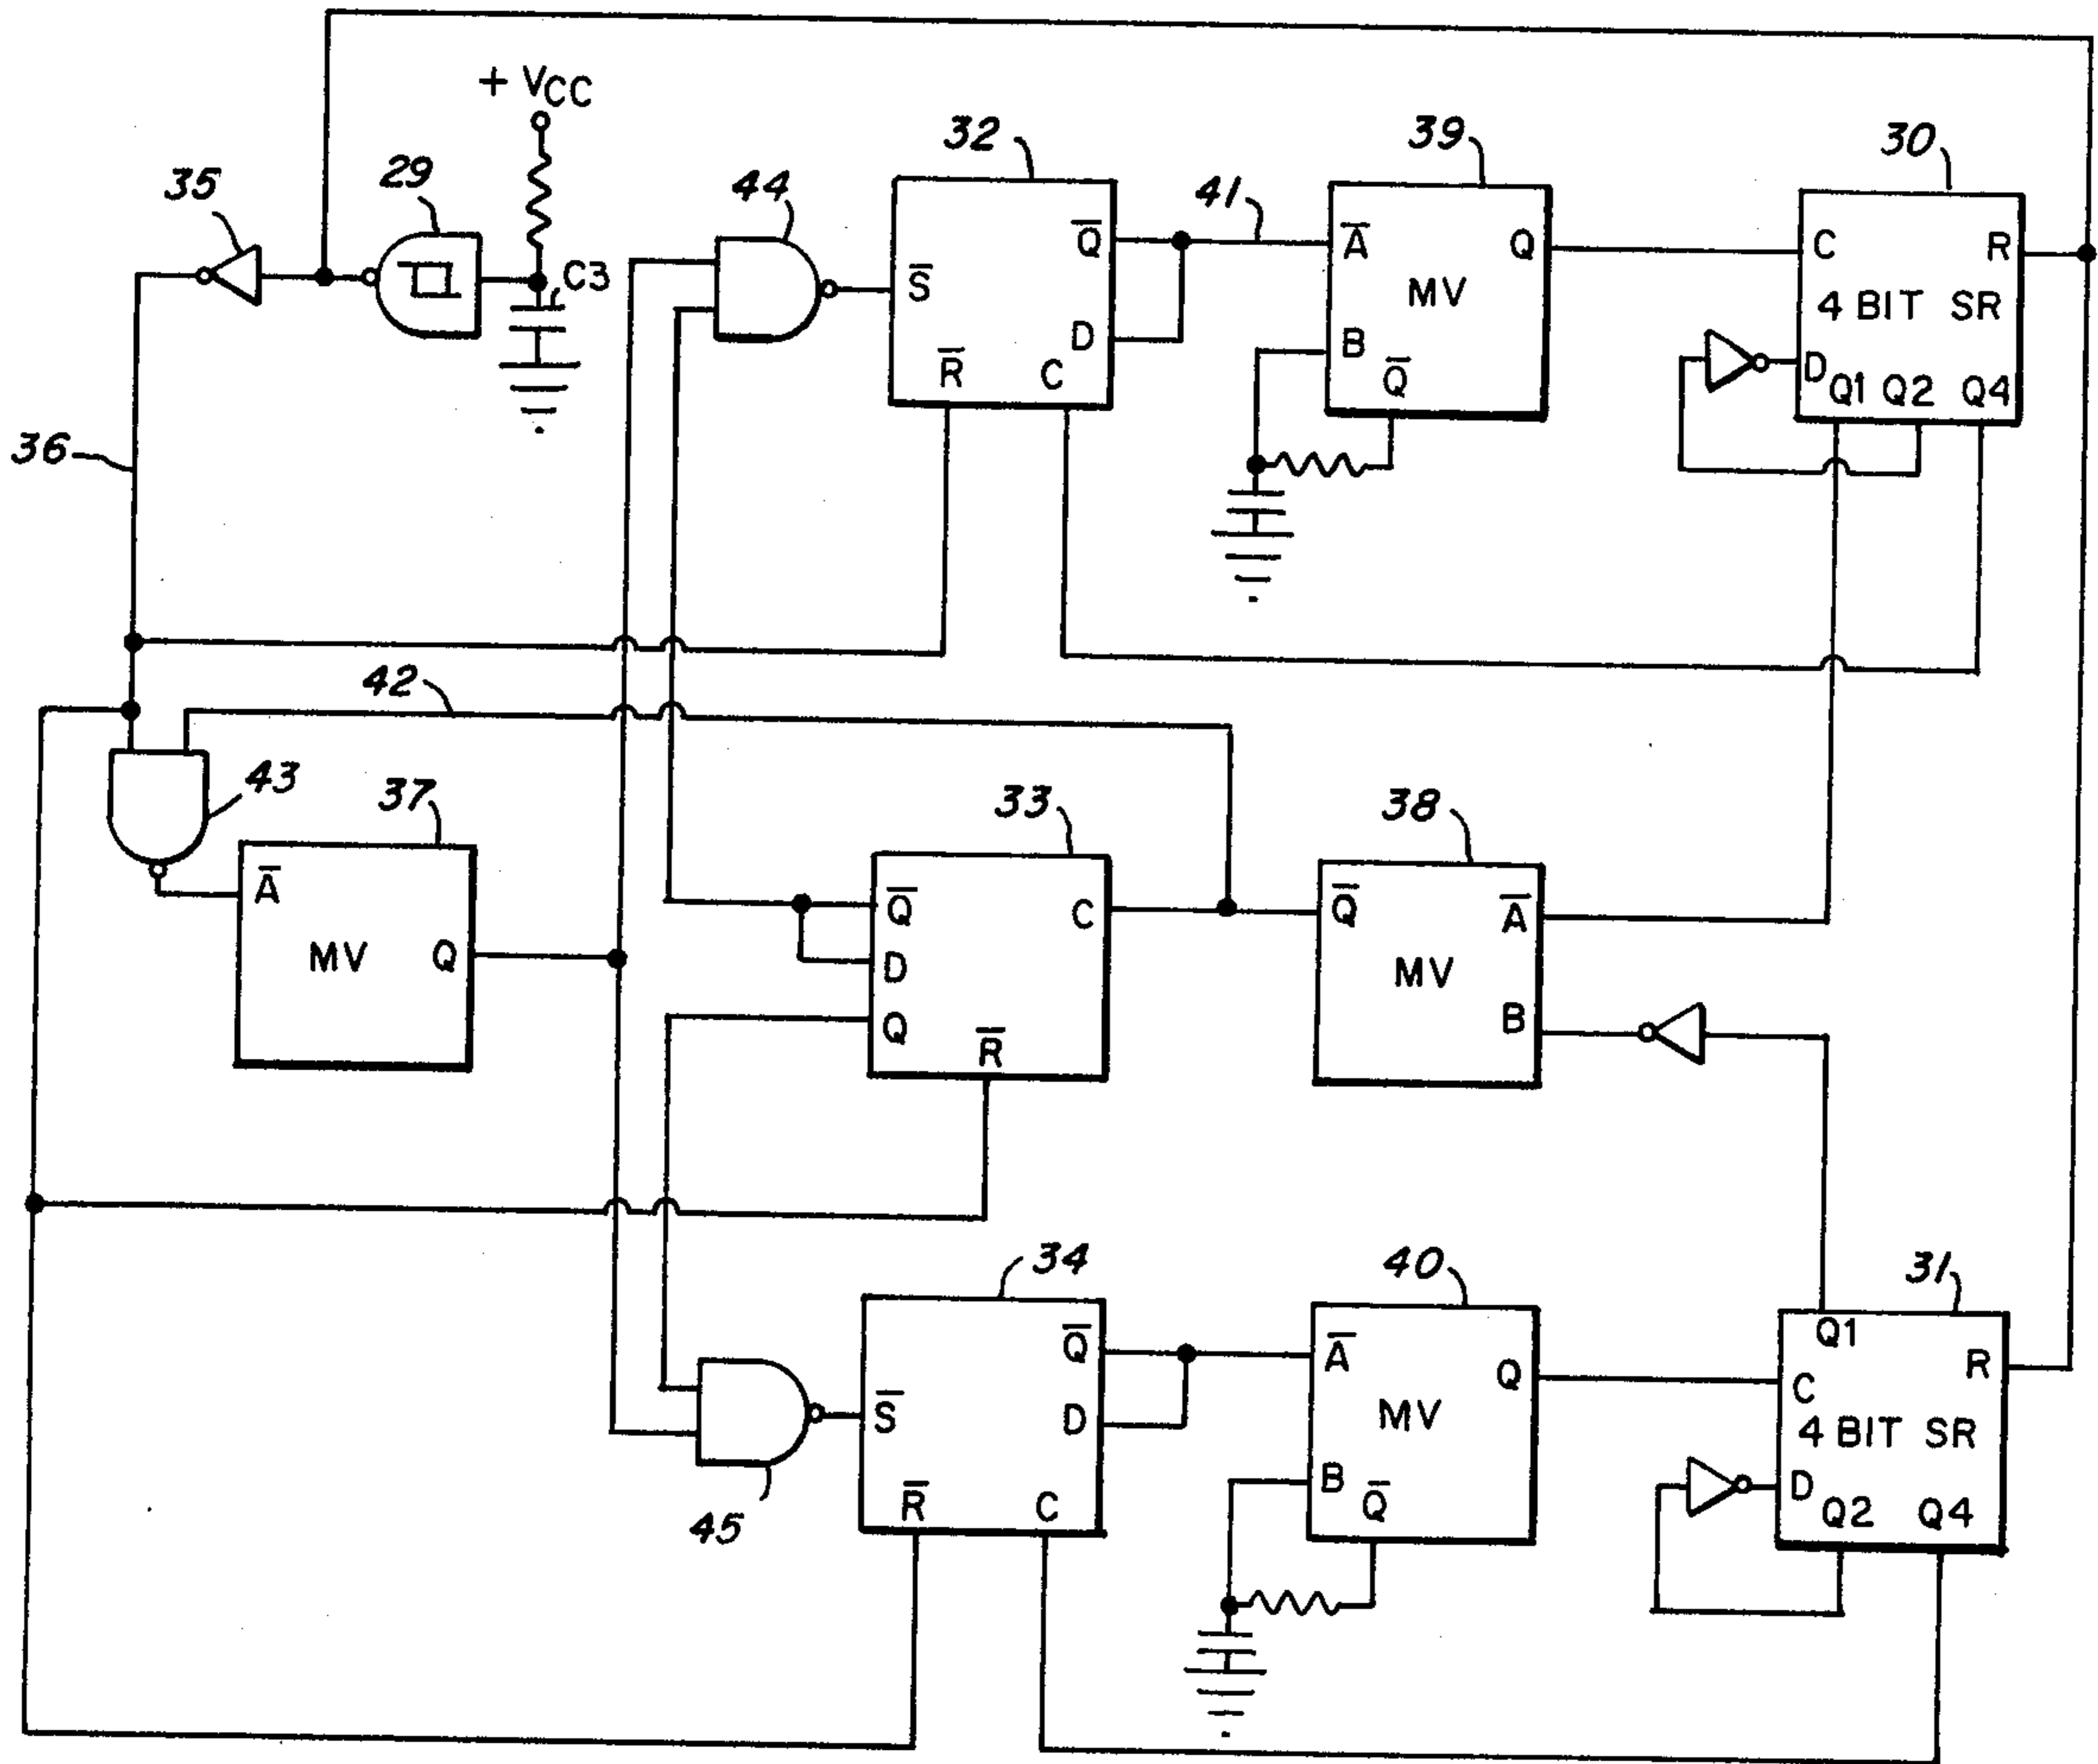 + VCC
35
29
C3
44
32
S̅
Q̅
D
R̅
C
41
39
A̅
Q
MV
B
Q̅
30
C
R
4 BIT SR
D
Q1 Q2 Q4
36
42
43
37
A̅
MV
Q
33
Q̅
C
D
Q
R̅
38
Q̅
A̅
MV
B
34
Q̅
S̅
D
R̅
C
45
40
A̅
Q
MV
B
Q̅
31
Q1
R
C
4 BIT SR
D
Q2
Q4